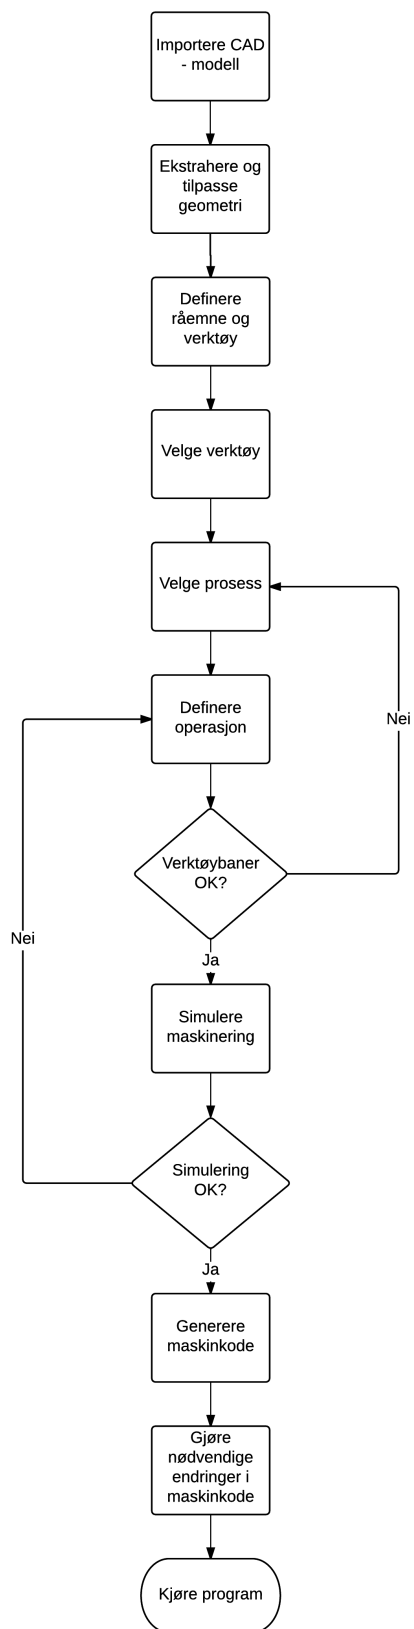 Importere CAD
- modell
Ekstrahere og
tilpasse
geometri
Definere
råemne og
verktøy
Velge verktøy
Velge prosess
Definere
operasjon
Nei
Verktøybaner
OK?
Nei
Ja
Simulere
maskinering
Simulering
OK?
Ja
Generere
maskinkode
Gjøre
nødvendige
endringer i
maskinkode
Kjøre program